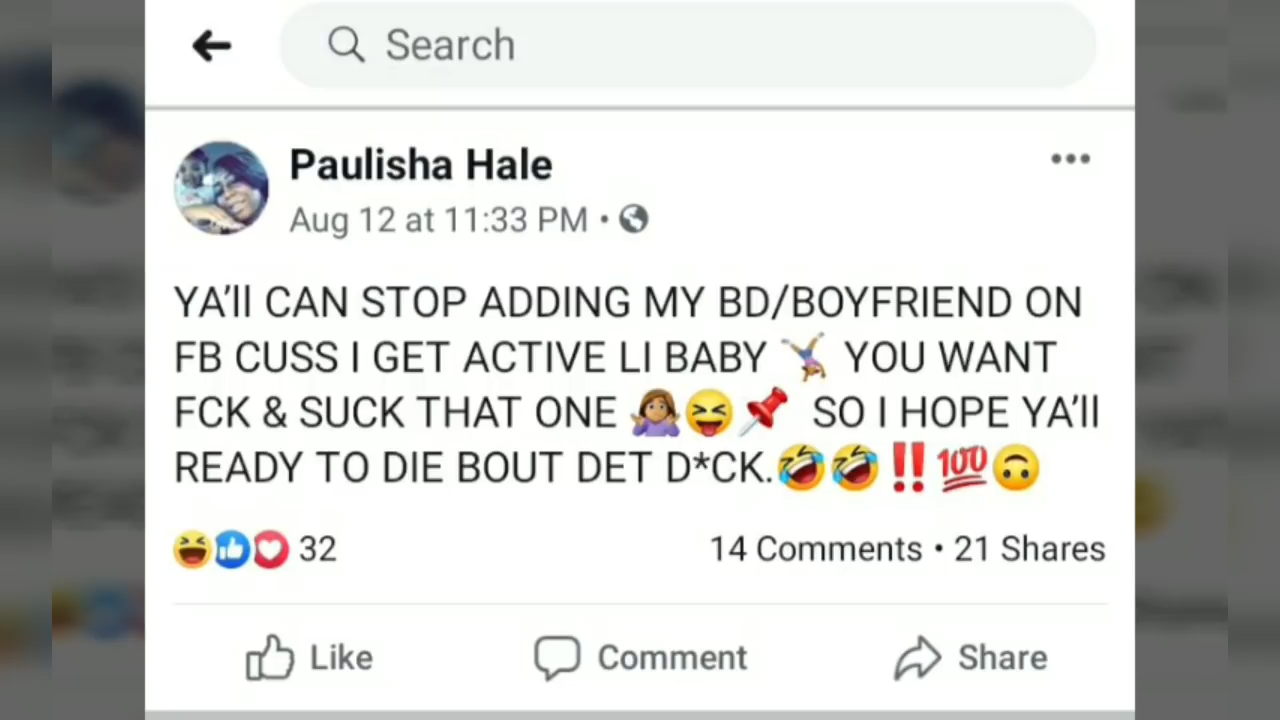 Search
Paulisha Hale
Aug 12 at 11:33 PM •
YA'll CAN STOP ADDING MY BD/BOYFRIEND ON
FB CUSS I GET ACTIVE LI BABY 🤸🏽‍♀️ YOU WANT
FCK & SUCK THAT ONE 🤷🏽‍♀️😝📌 SO I HOPE YA'll
READY TO DIE BOUT DET D*CK.🤣🤣‼️💯🙃
32
14 Comments • 21 Shares
Like
Comment
Share